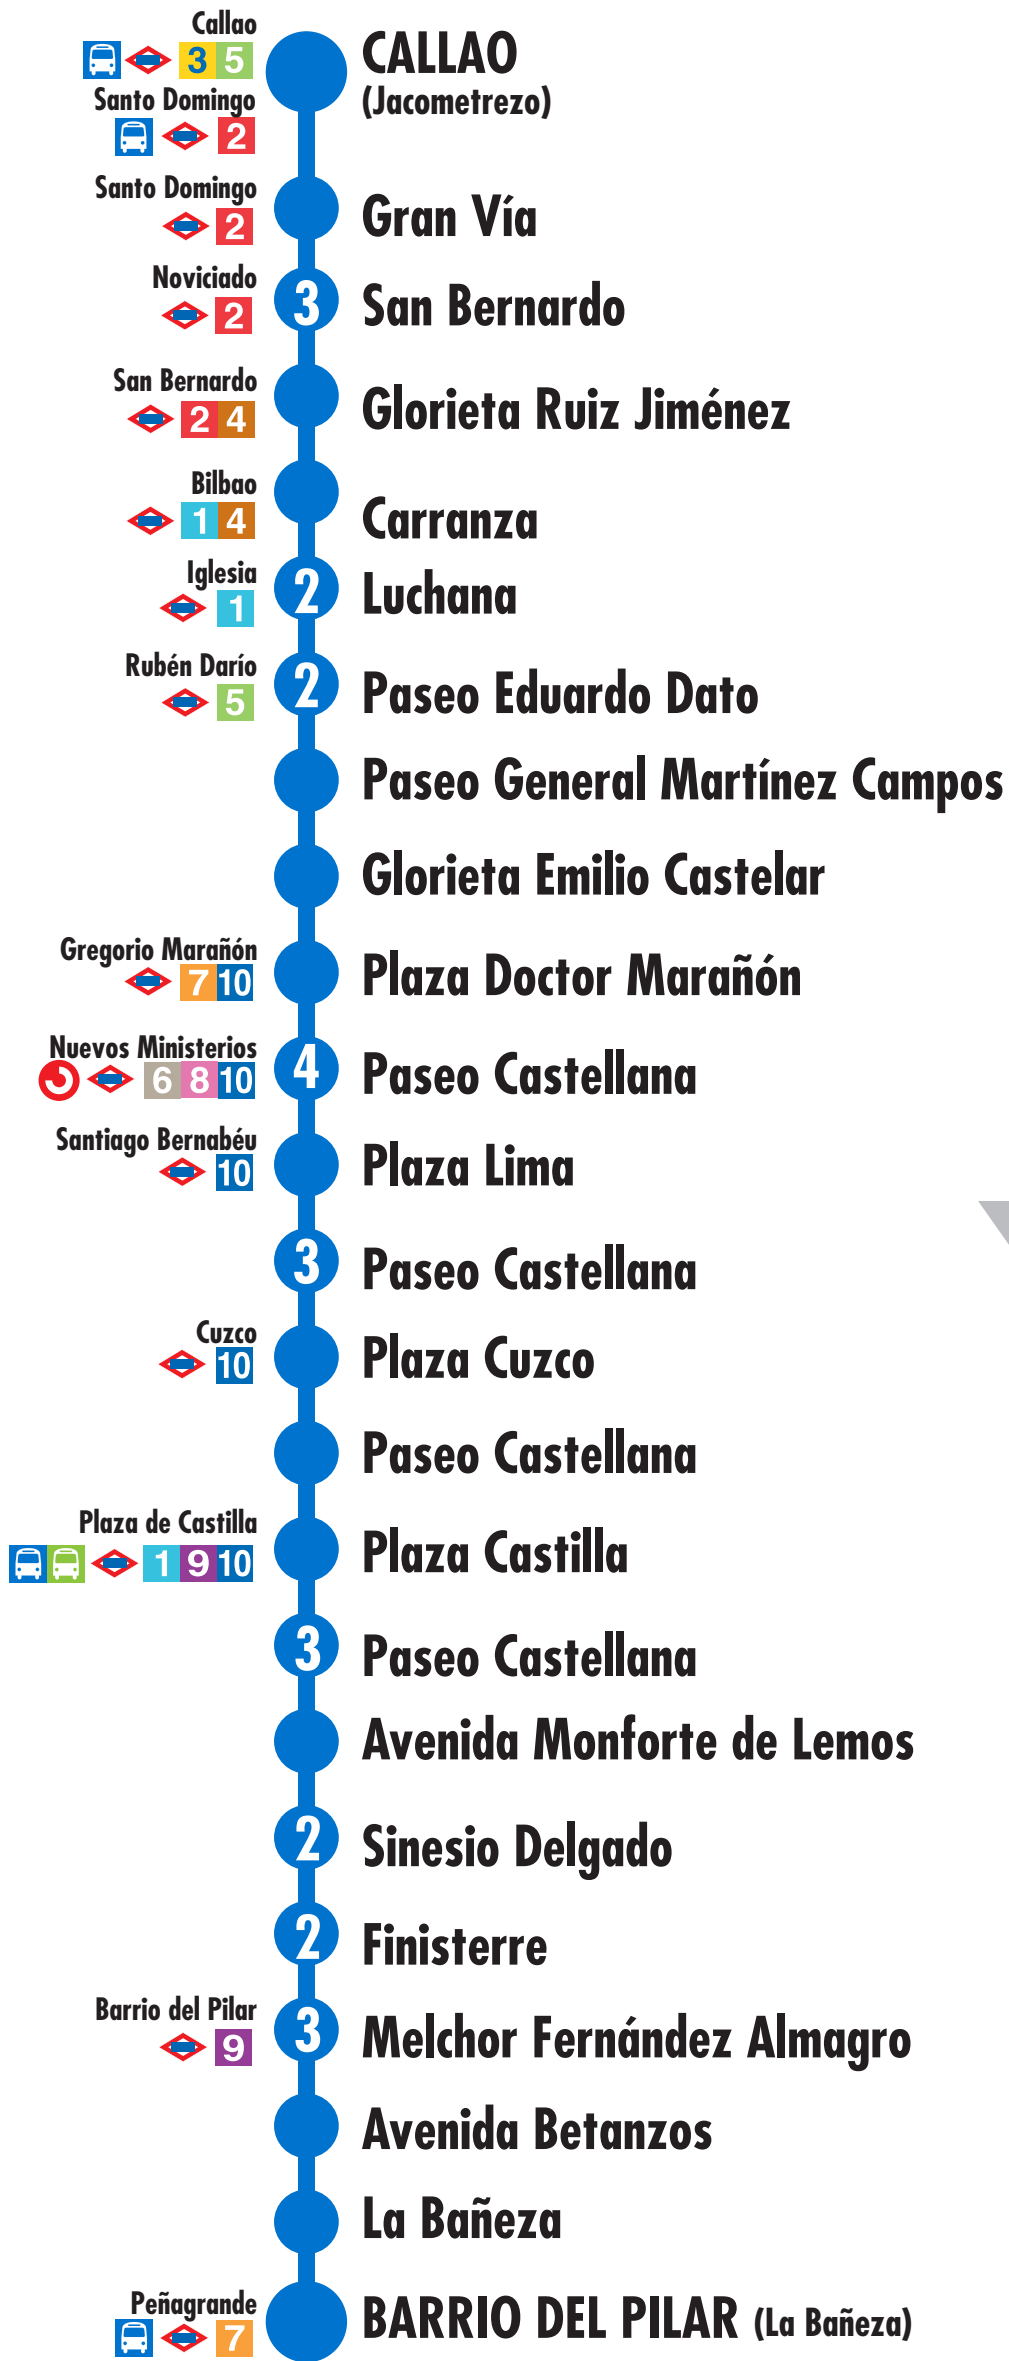 Callao
3 5
CALLAO
(Jacometrezo)
Santo Domingo
2
Santo Domingo
2
Gran Vía
Noviciado
2
3
San Bernardo
San Bernardo
2 4
Glorieta Ruiz Jiménez
Bilbao
1 4
Carranza
Iglesia
1
2
Luchana
Rubén Darío
5
2
Paseo Eduardo Dato
Paseo General Martínez Campos
Glorieta Emilio Castelar
Gregorio Marañón
7 10
Plaza Doctor Marañón
Nuevos Ministerios
6 8 10
4
Paseo Castellana
Santiago Bernabéu
10
Plaza Lima
3
Paseo Castellana
Cuzco
10
Plaza Cuzco
Paseo Castellana
Plaza de Castilla
1 9 10
Plaza Castilla
3
Paseo Castellana
Avenida Monforte de Lemos
2
Sinesio Delgado
2
Finisterre
Barrio del Pilar
9
3
Melchor Fernández Almagro
Avenida Betanzos
La Bañeza
Peñagrande
7
BARRIO DEL PILAR (La Bañeza)